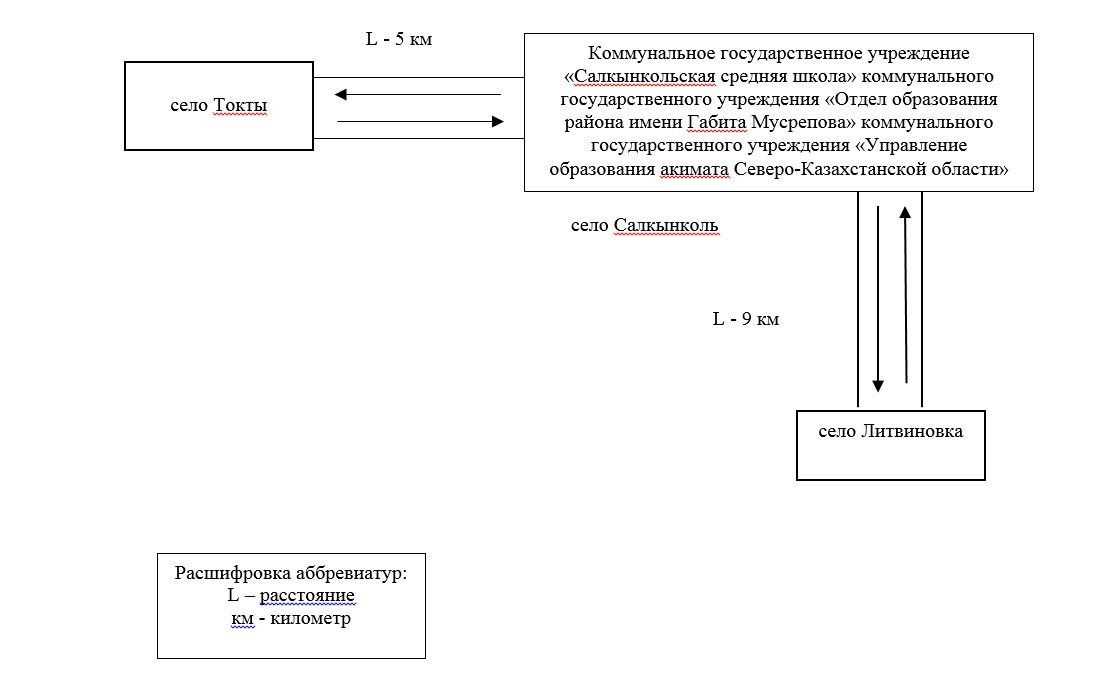 L - 5 км
село Токты
Коммунальное государственное учреждение
«Салкынкольская средняя школа» коммунального
государственного учреждения «Отдел образования
района имени Габита Мусрепова» коммунального
государственного учреждения «Управление
образования акимата Северо-Казахстанской области»
село Салкынколь
L - 9 км
село Литвиновка
Расшифровка аббревиатур:
L – расстояние
км - километр